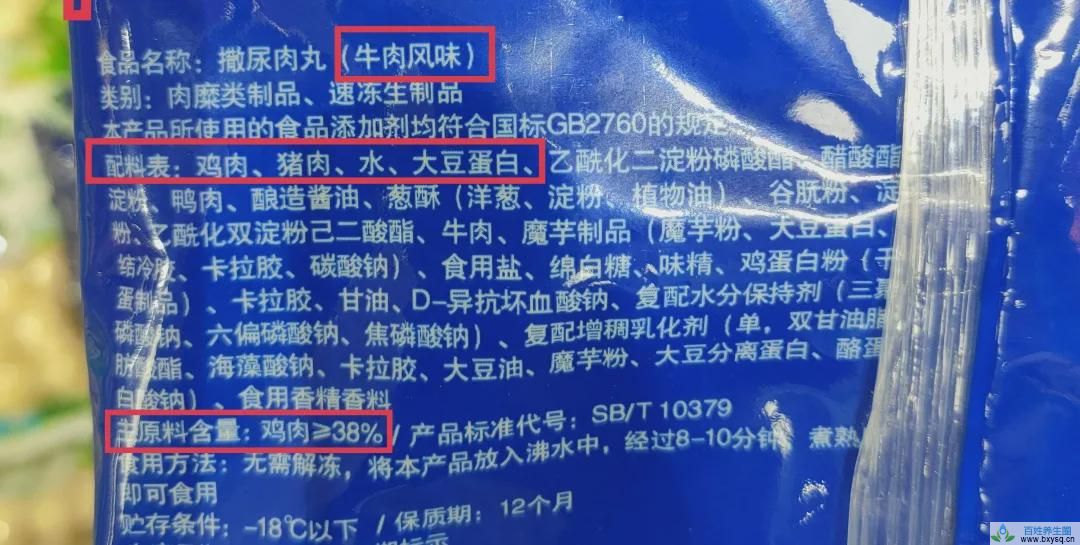 食品名称：撒尿肉丸（牛肉风味）
类别：肉糜类制品、速冻生制品
本产品所使用的食品添加剂均符合国标GB2760的规定
配料表：鸡肉、猪肉、水、大豆蛋白、乙酰化二淀粉磷酸酯、醋酸酯
淀粉、鸭肉、酿造酱油、葱酥（洋葱、淀粉、植物油）、谷朊粉、淀
粉、乙酰化双淀粉己二酸酯、牛肉、魔芋制品（魔芋粉、大豆蛋白、
结冷胶、卡拉胶、碳酸钠）、食用盐、绵白糖、味精、鸡蛋白粉（干
蛋制品）、卡拉胶、甘油、D-异抗坏血酸钠、复配水分保持剂（三聚
磷酸钠、六偏磷酸钠、焦磷酸钠）、复配增稠乳化剂（单，双甘油脂
肪酸酯、海藻酸钠、卡拉胶、大豆油、魔芋粉、大豆分离蛋白、酪蛋
白酸钠）、食用香精香料
主原料含量：鸡肉≥38% / 产品标准代号：SB/T 10379
食用方法：无需解冻，将本产品放入沸水中，经过8-10分钟，煮熟
即可食用
贮存条件：-18℃以下 / 保质期：12个月
百姓养生圈
www.bxysq.cn